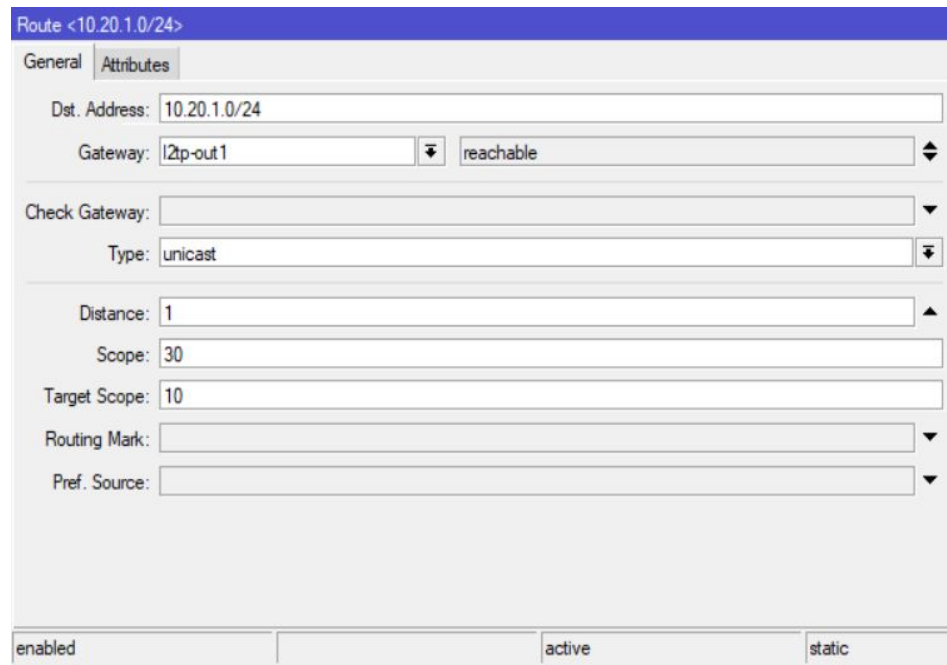 Route <10.20.1.0/24>
General Attributes
Dst. Address: 10.20.1.0/24
Gateway: l2tp-out1 reachable
Check Gateway:
Type: unicast
Distance: 1
Scope: 30
Target Scope: 10
Routing Mark:
Pref. Source:
enabled active static